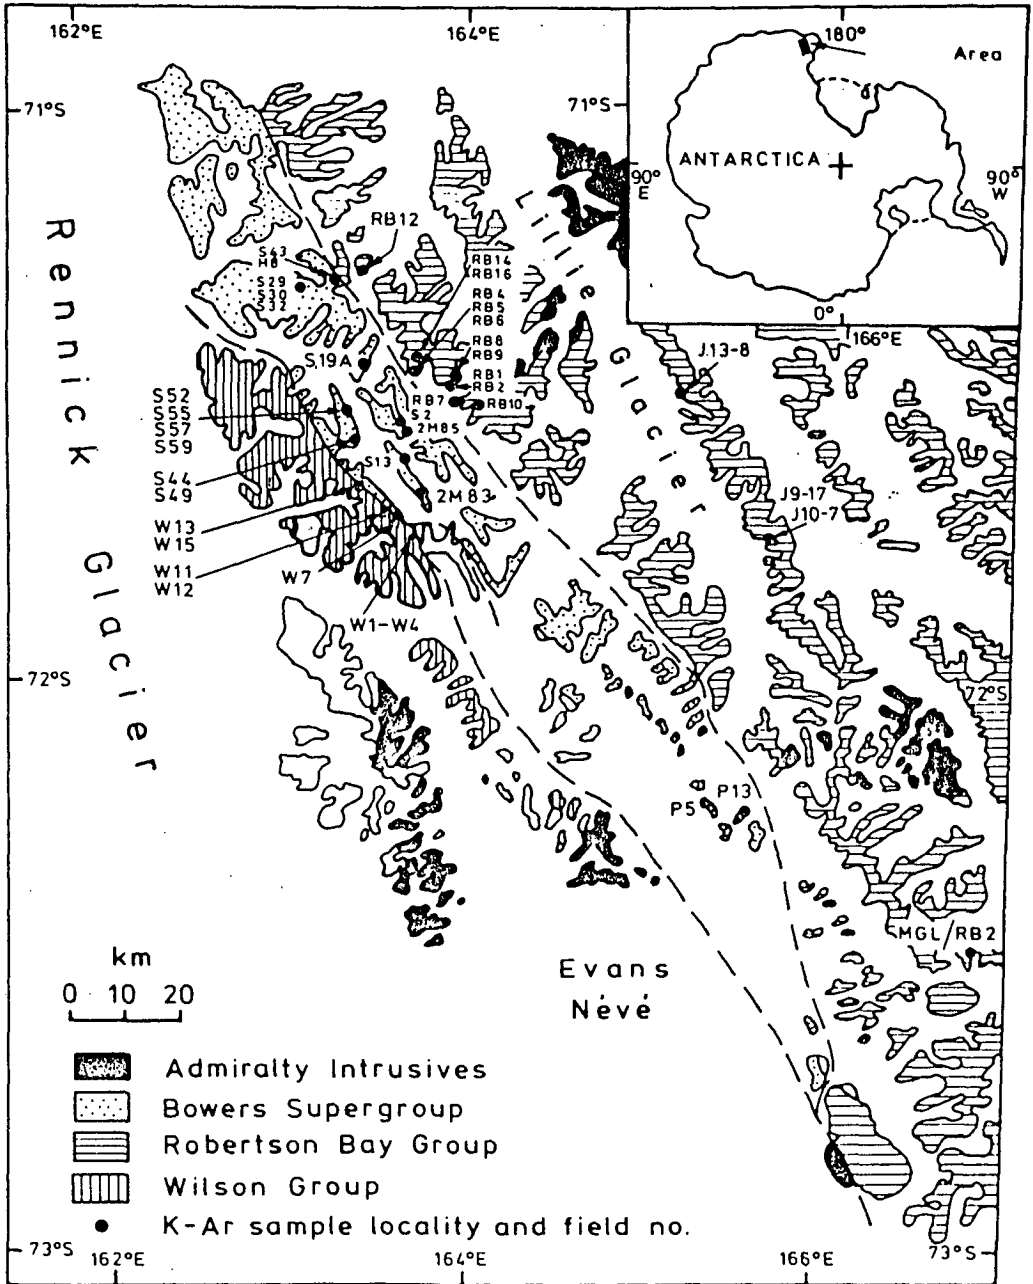 162°E
164°E
180°
Area
71°S
71°S
ANTARCTICA
90°
E
90°
W
0°
166°E
Rennick Glacier
Lillie Glacier
RB12
S43
H8
S29
S30
S32
RB14
RB16
RB4
RB5
RB6
RB8
RB9
RB1
RB2
RB7
RB10
S19A
S2
2M85
S13
2M83
J.13-8
J9-17
J10-7
S52
S55
S57
S59
S44
S49
W13
W15
W11
W12
W7
W1-W4
72°S
72°S
P13
P5
MGL/RB2
Evans
Névé
km
0 10 20
Admiralty Intrusives
Bowers Supergroup
Robertson Bay Group
Wilson Group
K-Ar sample locality and field no.
73°S
162°E
164°E
166°E
73°S